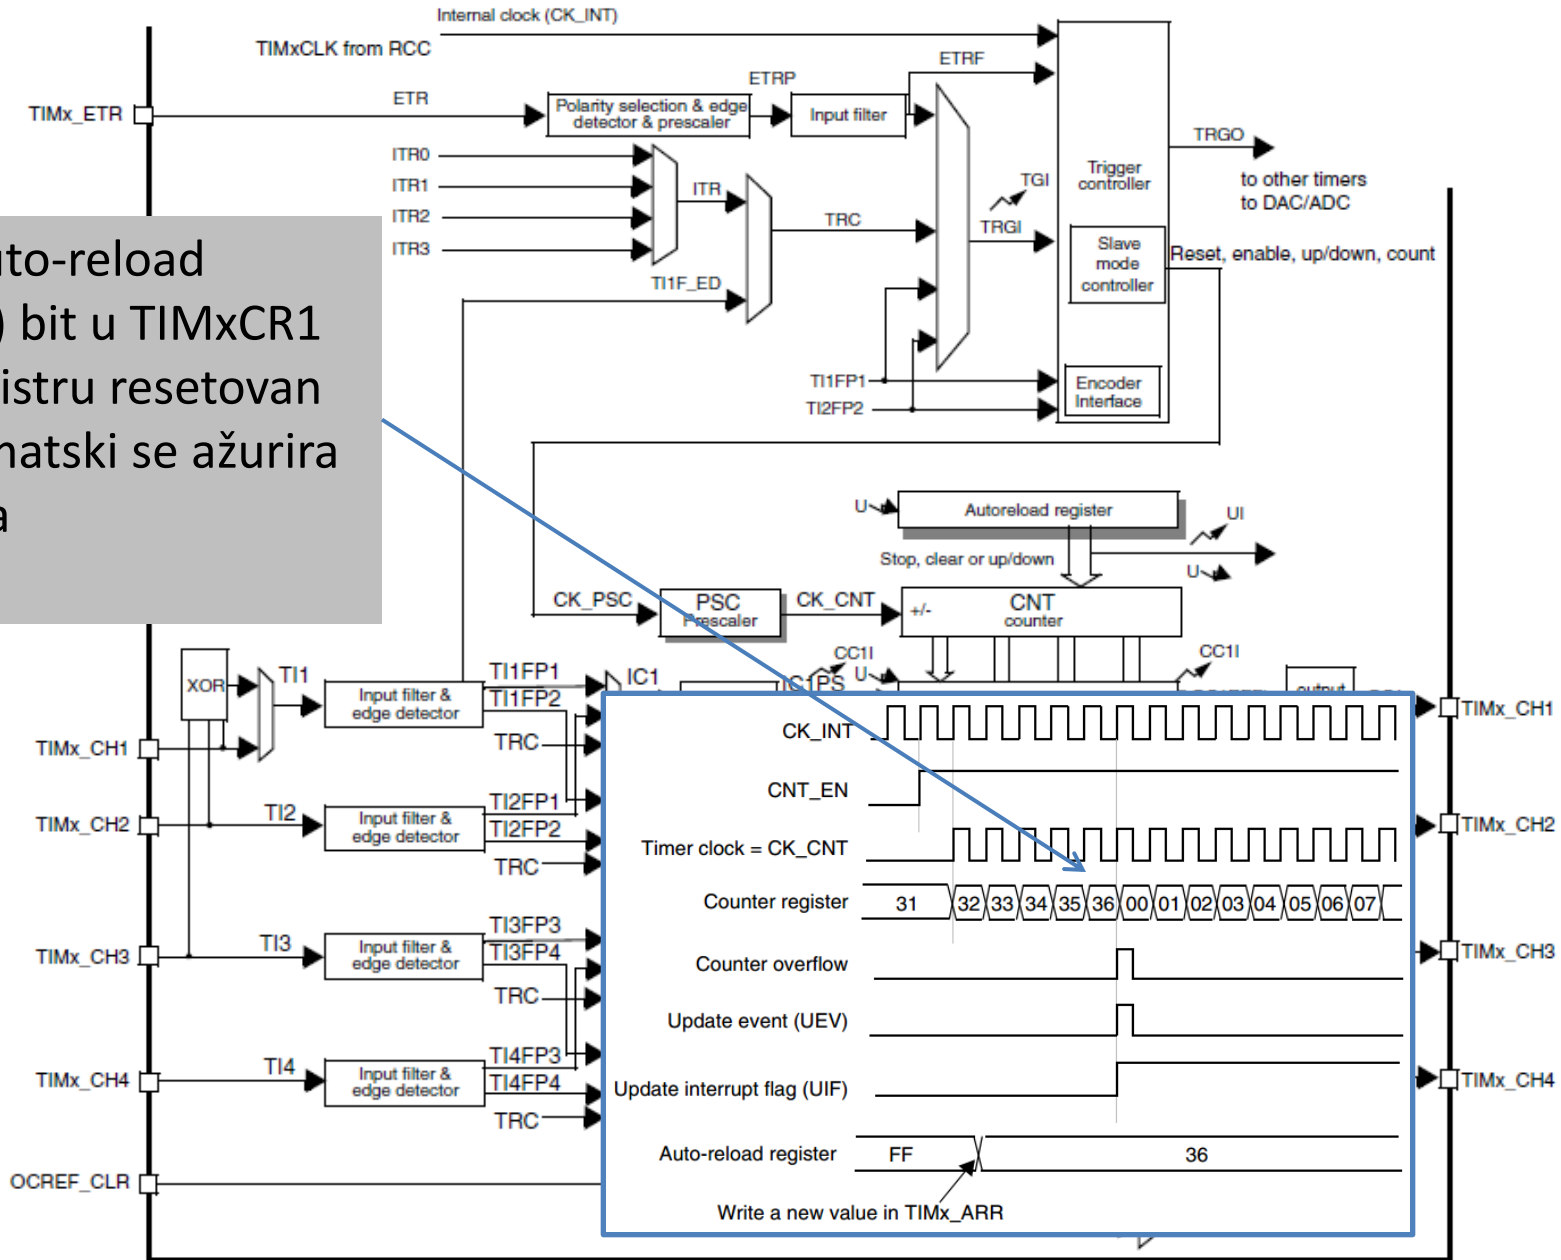 Internal clock (CK_INT)
TIMxCLK from RCC
ETRF
ETRP
ETR
TIMx_ETR
Polarity selection & edge
detector & prescaler
Input filter
TRGO
to other timers
to DAC/ADC
ITR0
ITR1
ITR2
ITR3
ITR
TRC
TI1F_ED
TGI
TRGI
Trigger
controller
Slave
mode
controller
Reset, enable, up/down, count
TI1FP1
TI2FP2
Encoder
Interface
uto-reload
) bit u TIMxCR1
istru resetovan
natski se ažurira
a
U
Autoreload register
UI
Stop, clear or up/down
U
CK_PSC
PSC
Prescaler
CK_CNT
+/-
CNT
counter
CC1I
U
CC1I
XOR
TI1
Input filter &
edge detector
TI1FP1
TI1FP2
IC1
IC1PS
output
TRC
TIMx_CH1
TIMx_CH1
TIMx_CH2
TI2
Input filter &
edge detector
TI2FP1
TI2FP2
TRC
TIMx_CH2
TIMx_CH3
TI3
Input filter &
edge detector
TI3FP3
TI3FP4
TRC
TIMx_CH3
TIMx_CH4
TI4
Input filter &
edge detector
TI4FP3
TI4FP4
TRC
TIMx_CH4
OCREF_CLR
CK_INT
CNT_EN
Timer clock = CK_CNT
Counter register 31 32 33 34 35 36 00 01 02 03 04 05 06 07
Counter overflow
Update event (UEV)
Update interrupt flag (UIF)
Auto-reload register FF 36
Write a new value in TIMx_ARR